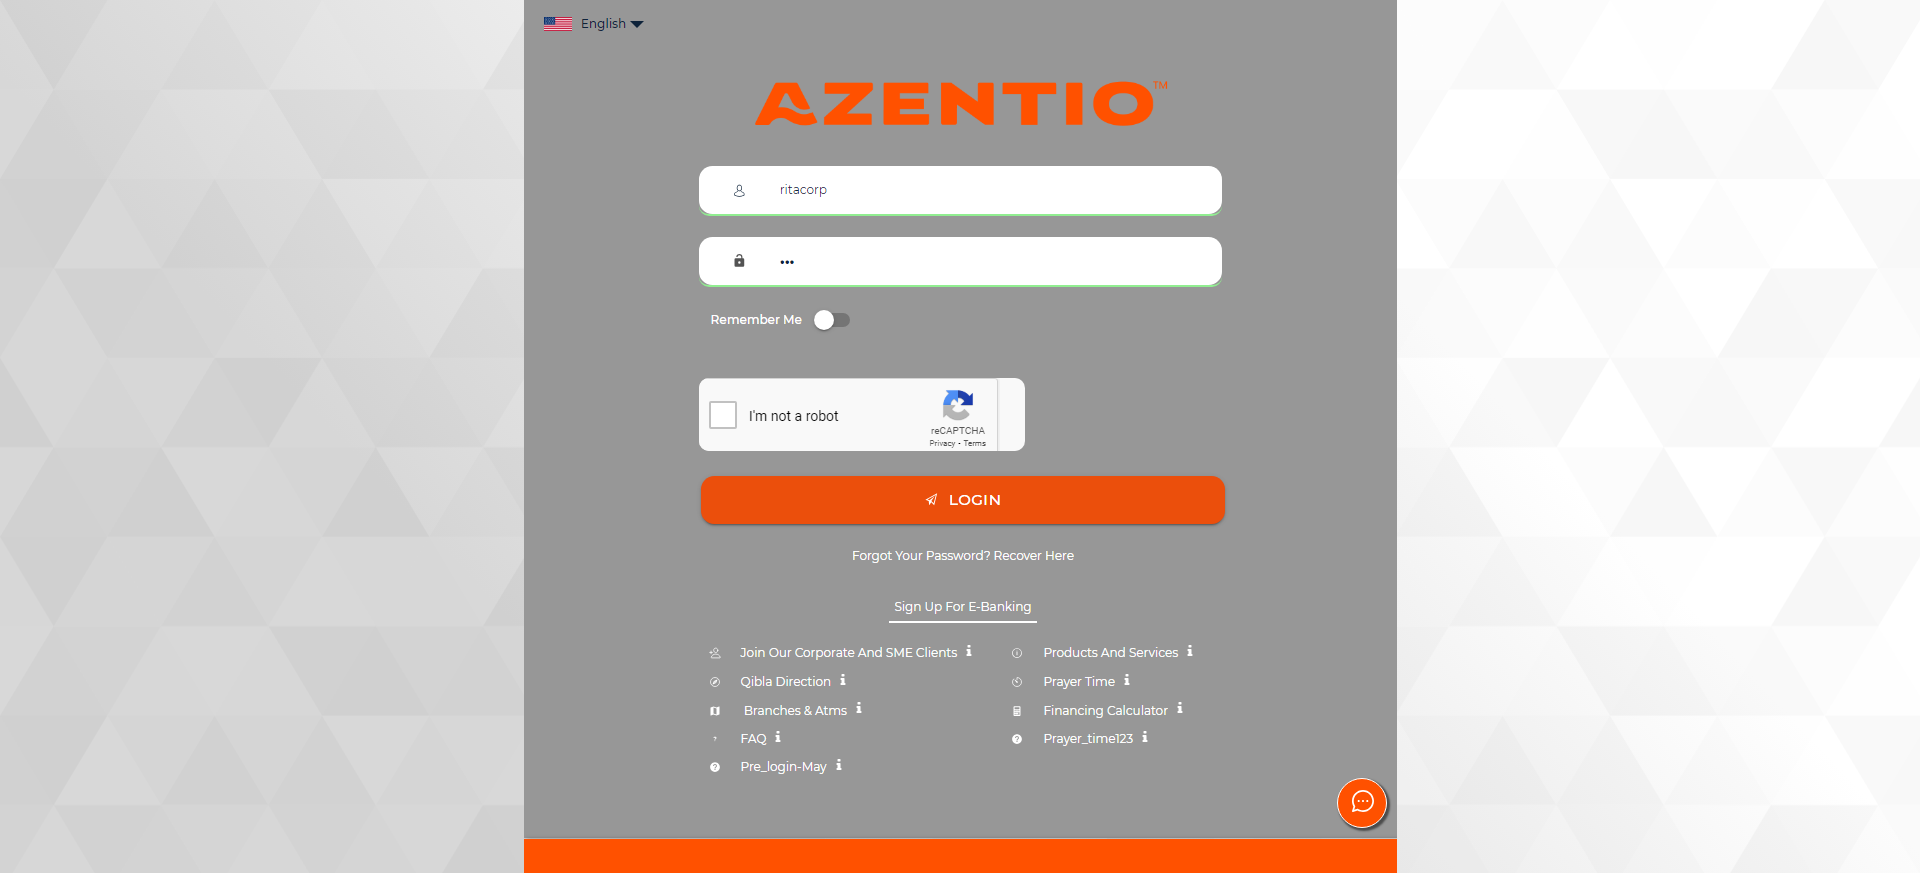 English
AZENTIO™
ritacorp
•••
Remember Me
I'm not a robot
reCAPTCHA
Privacy - Terms
LOGIN
Forgot Your Password? Recover Here
Sign Up For E-Banking
Join Our Corporate And SME Clients
Products And Services
Qibla Direction
Prayer Time
Branches & Atms
Financing Calculator
FAQ
Prayer_time123
Pre_login-May